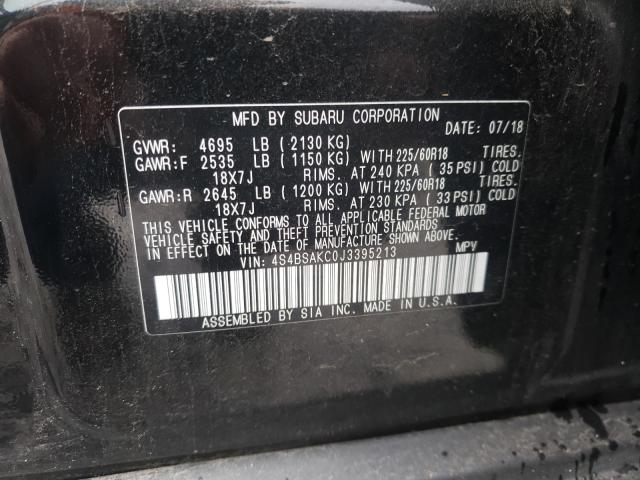 MFD BY SUBARU CORPORATION
DATE: 07/18
GVWR: 4695 LB (2130 KG)
GAWR:F 2535 LB (1150 KG) WITH 225/60R18 TIRES.
18X7J RIMS. AT 240 KPA (35 PSI) COLD
GAWR:R 2645 LB (1200 KG) WITH 225/60R18 TIRES.
18X7J RIMS. AT 230 KPA (33 PSI) COLD
THIS VEHICLE CONFORMS TO ALL APPLICABLE FEDERAL MOTOR
VEHICLE SAFETY AND THEFT PREVENTION STANDARDS
IN EFFECT ON THE DATE OF MANUFACTURE SHOWN ABOVE.
VIN: 4S4BSAKC0J3395213 MPV
ASSEMBLED BY SIA INC. MADE IN U.S.A.